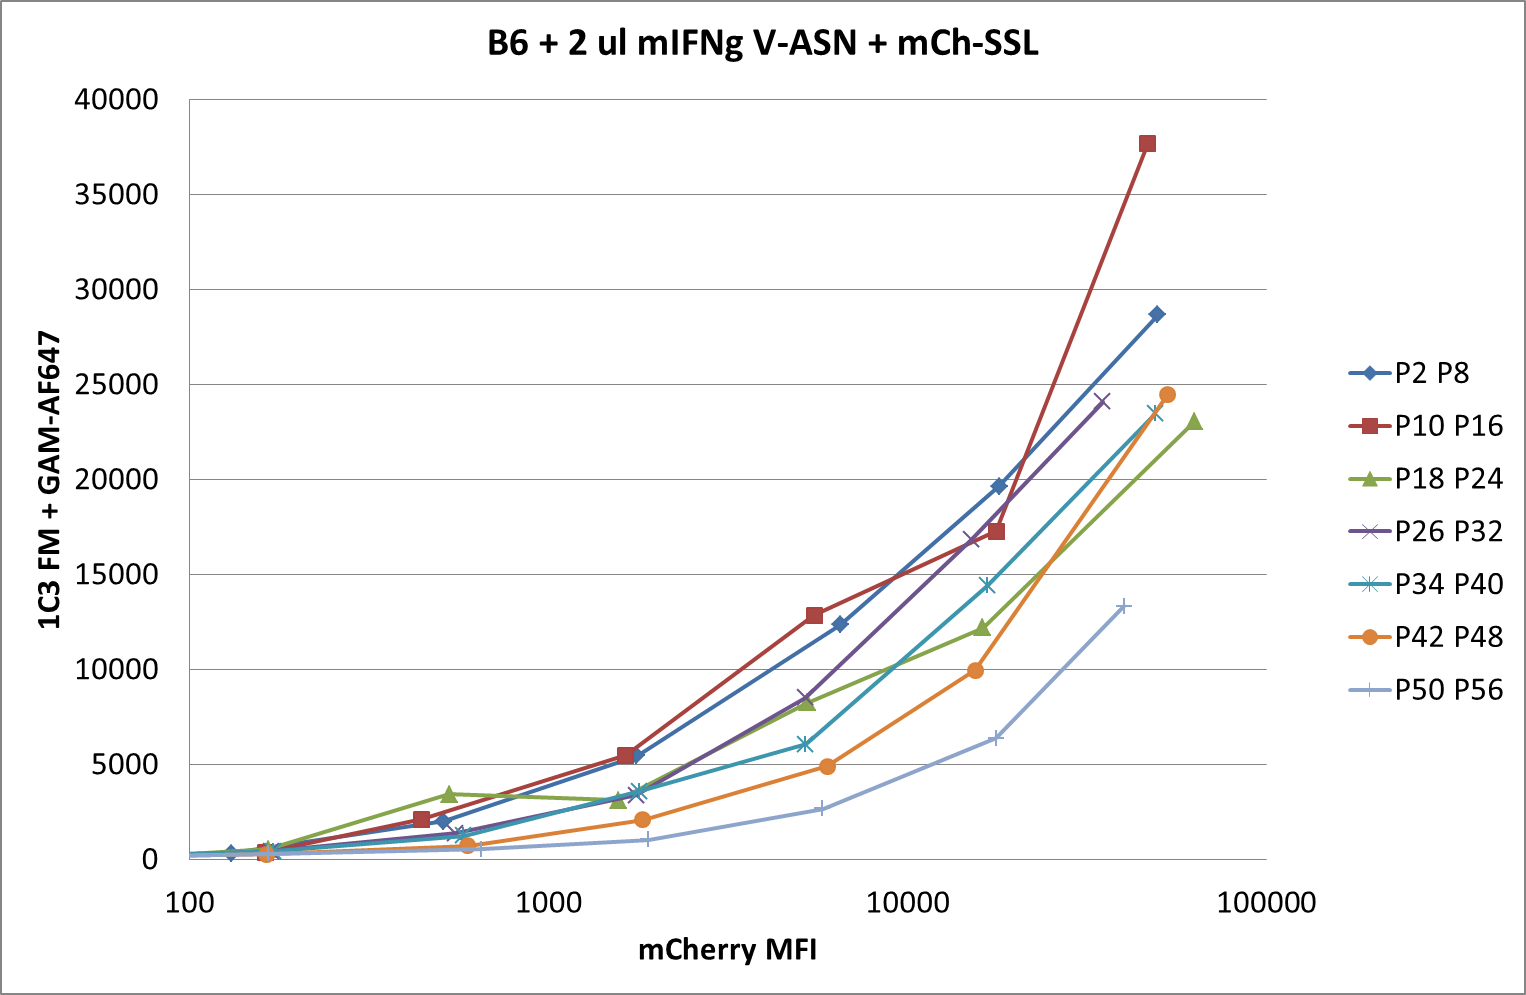 B6 + 2 ul mIFNg V-ASN + mCh-SSL
40000
35000
30000
25000
20000
15000
10000
5000
0
1C3 FM + GAM-AF647
100
1000
10000
100000
mCherry MFI
P2 P8
P10 P16
P18 P24
P26 P32
P34 P40
P42 P48
P50 P56